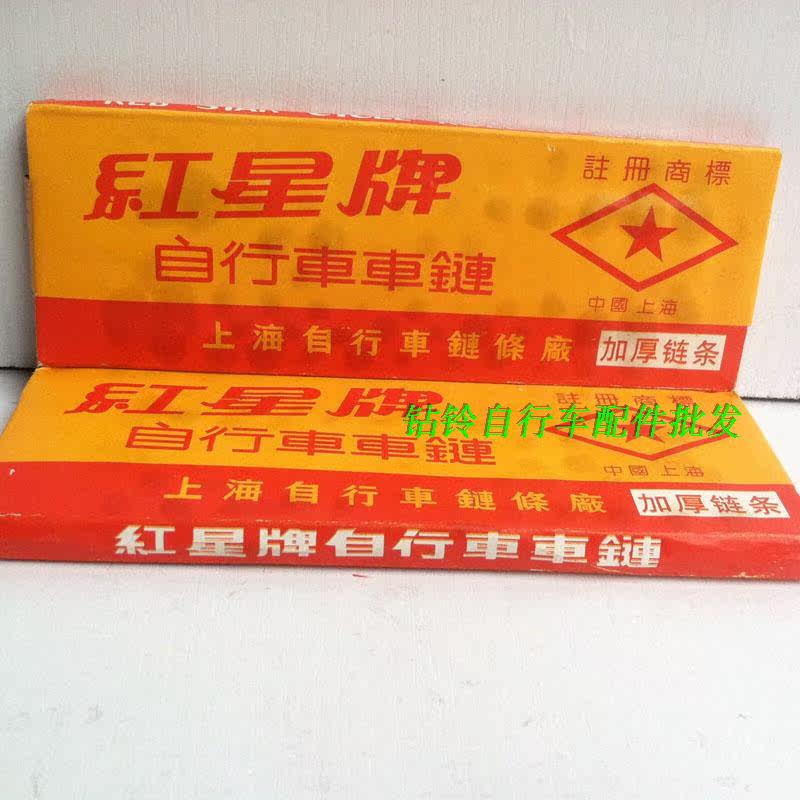 RED STAR CYCLE
紅星牌
註冊商標
自行車車鏈
中國上海
上海自行車鏈條廠
加厚链条
紅星牌
註冊商標
钻铃自行车配件批发
自行車車鏈
中國上海
上海自行車鏈條廠
加厚链条
紅星牌自行車車鏈